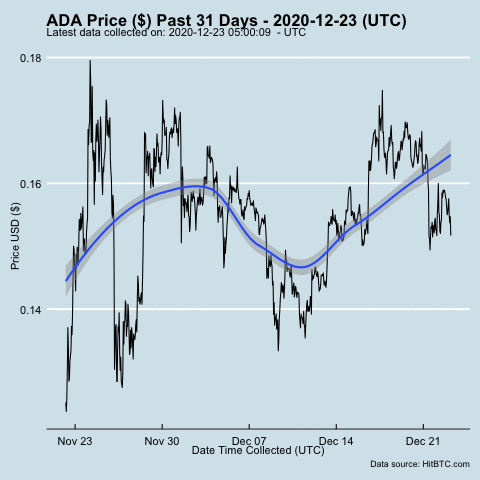 ADA Price ($) Past 31 Days - 2020-12-23 (UTC)
Latest data collected on: 2020-12-23 05:00:09  - UTC
0.18
0.16
0.14
Price USD ($)
Nov 23 Nov 30 Dec 07 Dec 14 Dec 21
Date Time Collected (UTC)
Data source: HitBTC.com